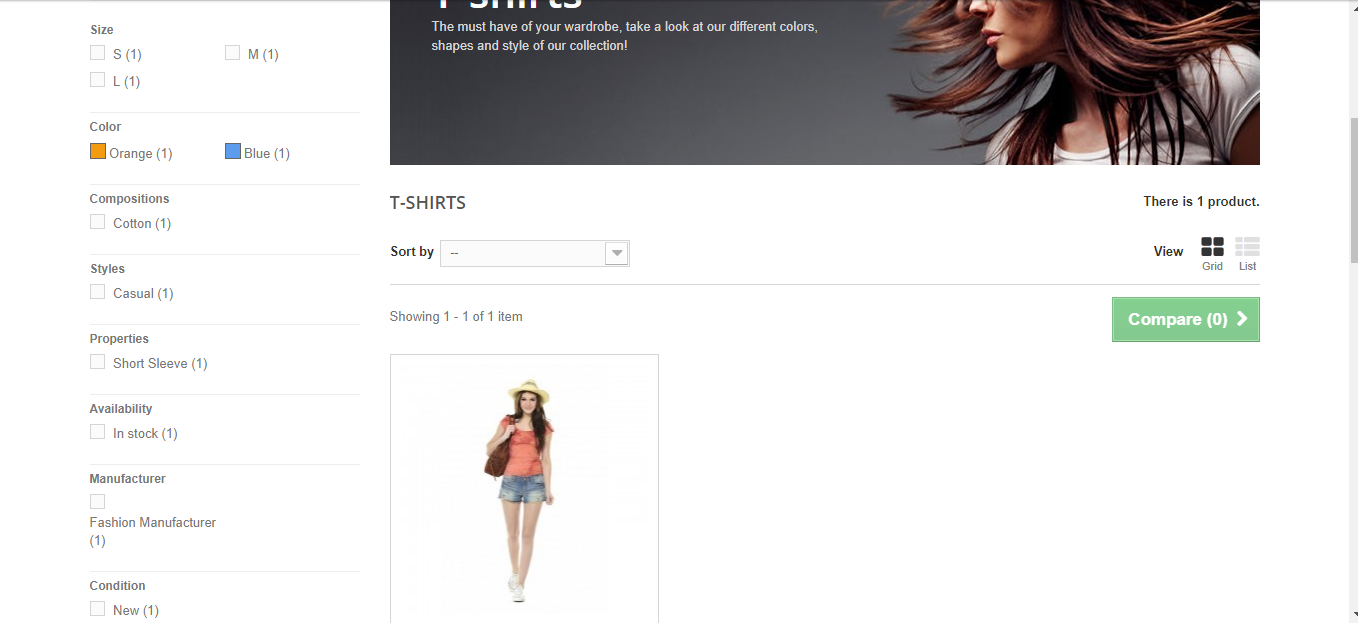 Size
S (1)
M (1)
L (1)
Color
Orange (1)
Blue (1)
Compositions
Cotton (1)
Styles
Casual (1)
Properties
Short Sleeve (1)
Availability
In stock (1)
Manufacturer
Fashion Manufacturer
(1)
Condition
New (1)
T-shirts
The must have of your wardrobe, take a look at our different colors,
shapes and style of our collection!
T-SHIRTS
There is 1 product.
Sort by
--
View
Grid
List
Showing 1 - 1 of 1 item
Compare (0)